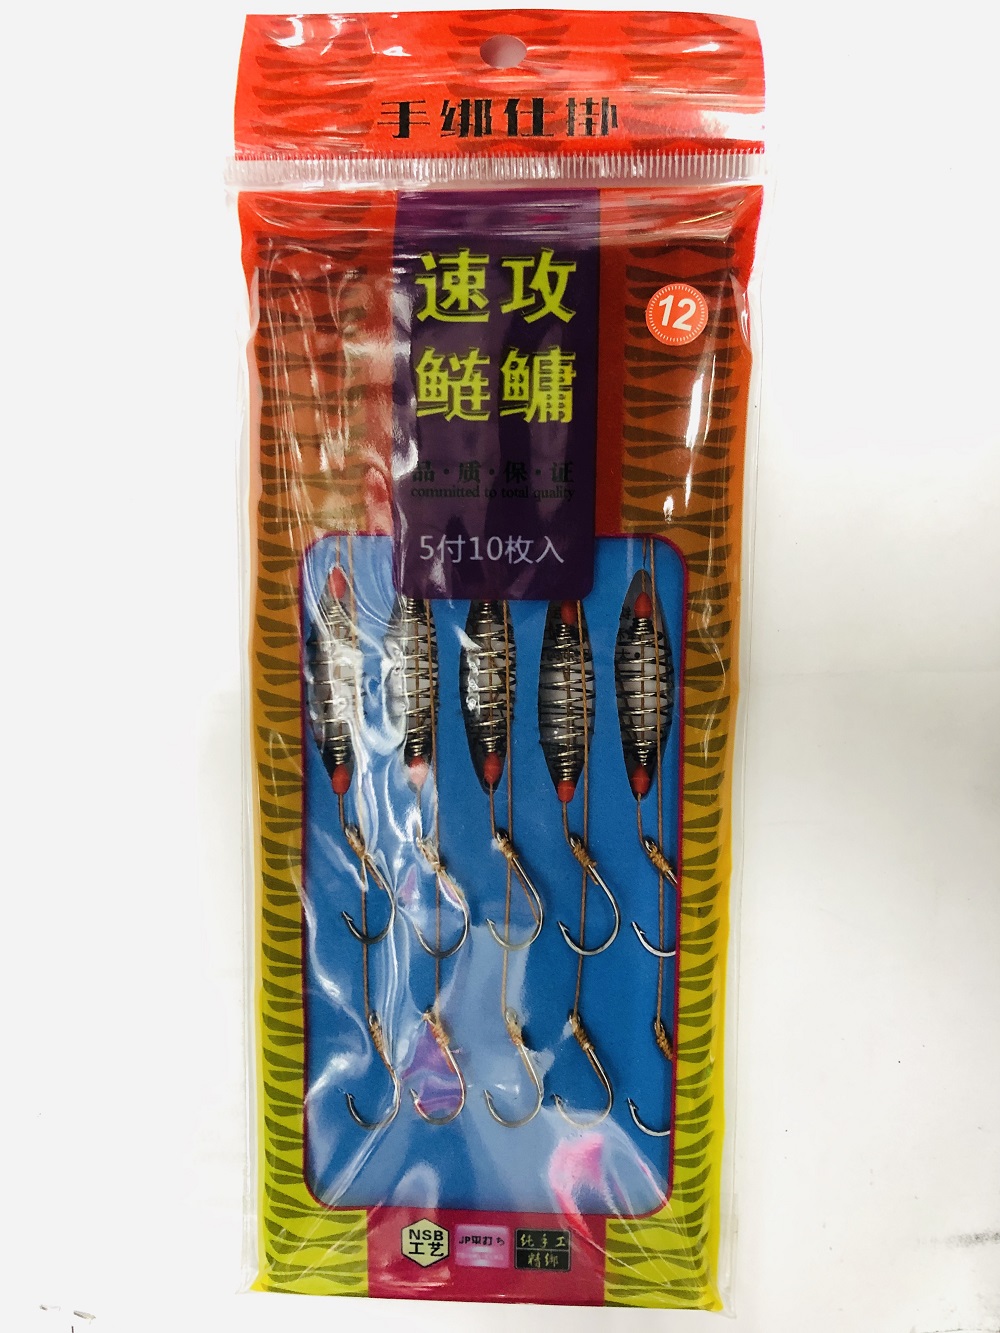 手绑仕掛
速攻
12
鲢鳙
品·质·保·证
committed to total quality
5付10枚入
NSB
工艺
纯手工
精绑